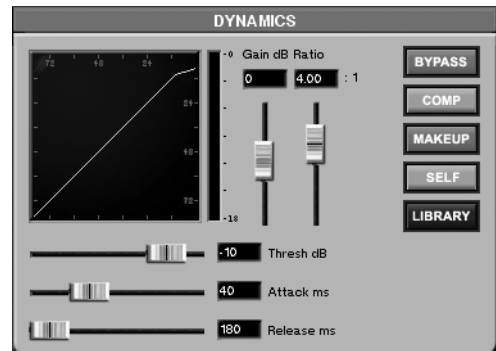 DYNAMICS
72 48 24
-0
24-
48-
72-
-18
Gain dB Ratio
0 4.00 : 1
BYPASS
COMP
MAKEUP
SELF
LIBRARY
-10 Thresh dB
40 Attack ms
180 Release ms